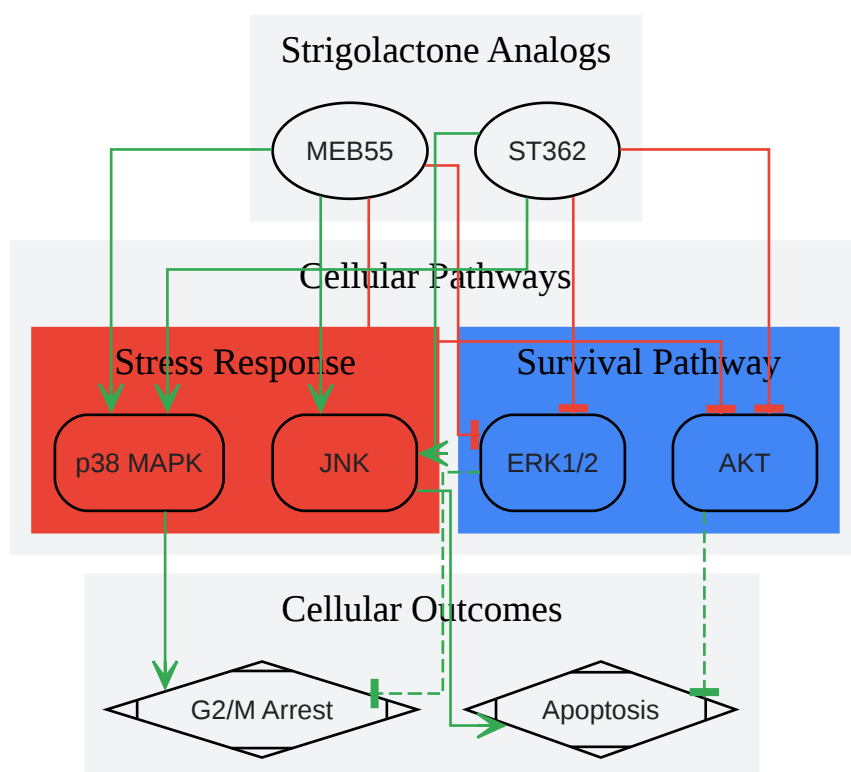 Strigolactone Analogs
MEB55
ST362
Cellular Pathways
Stress Response
Survival Pathway
p38 MAPK
JNK
ERK1/2
AKT
Cellular Outcomes
G2/M Arrest
Apoptosis